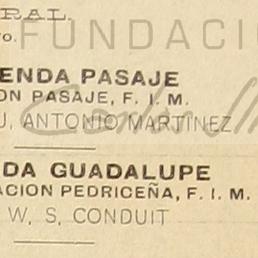 RAL.
FUNDACI
ENDA PASAJE
ON PASAJE, F. I. M.
U, ANTONIO MARTINEZ
DA GUADALUPE
ACION PEDRICEÑA, F. I. M.
W, S, CONDUIT